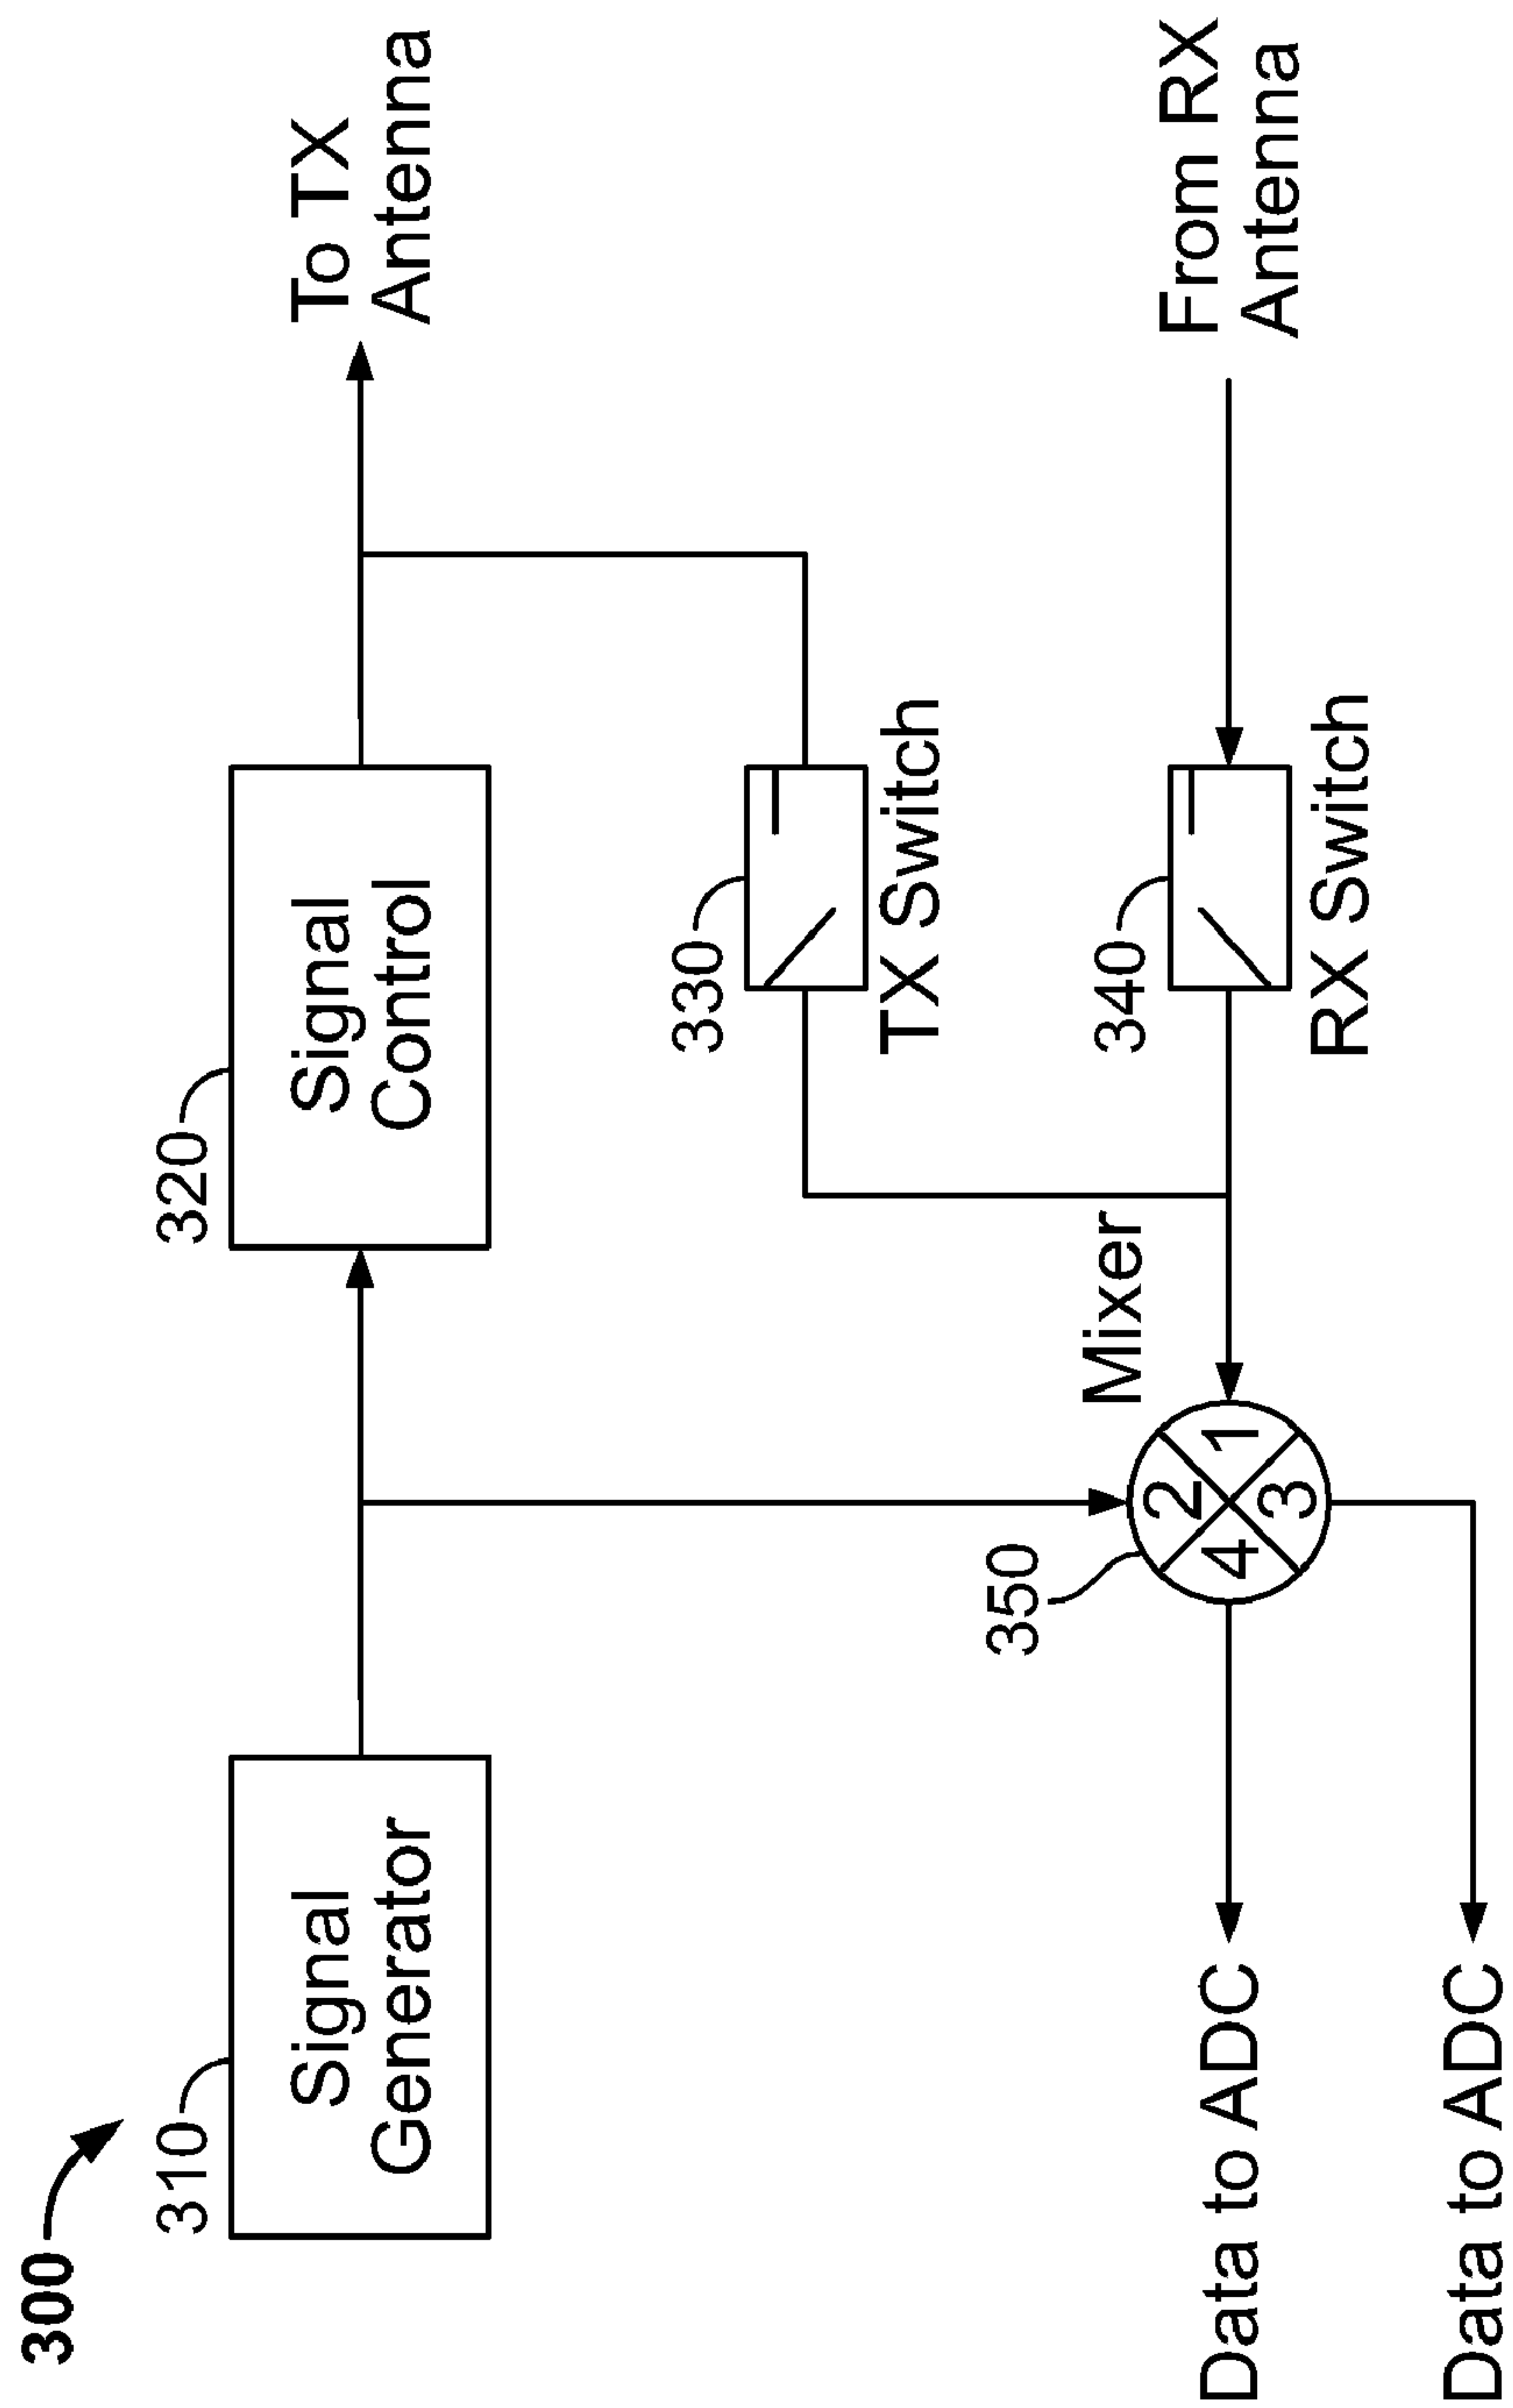 300
310
Signal
Generator
320
Signal
Control
To TX
Antenna
330
TX Switch
350
Mixer
2
4
1
3
340
RX Switch
From RX
Antenna
Data to ADC
Data to ADC